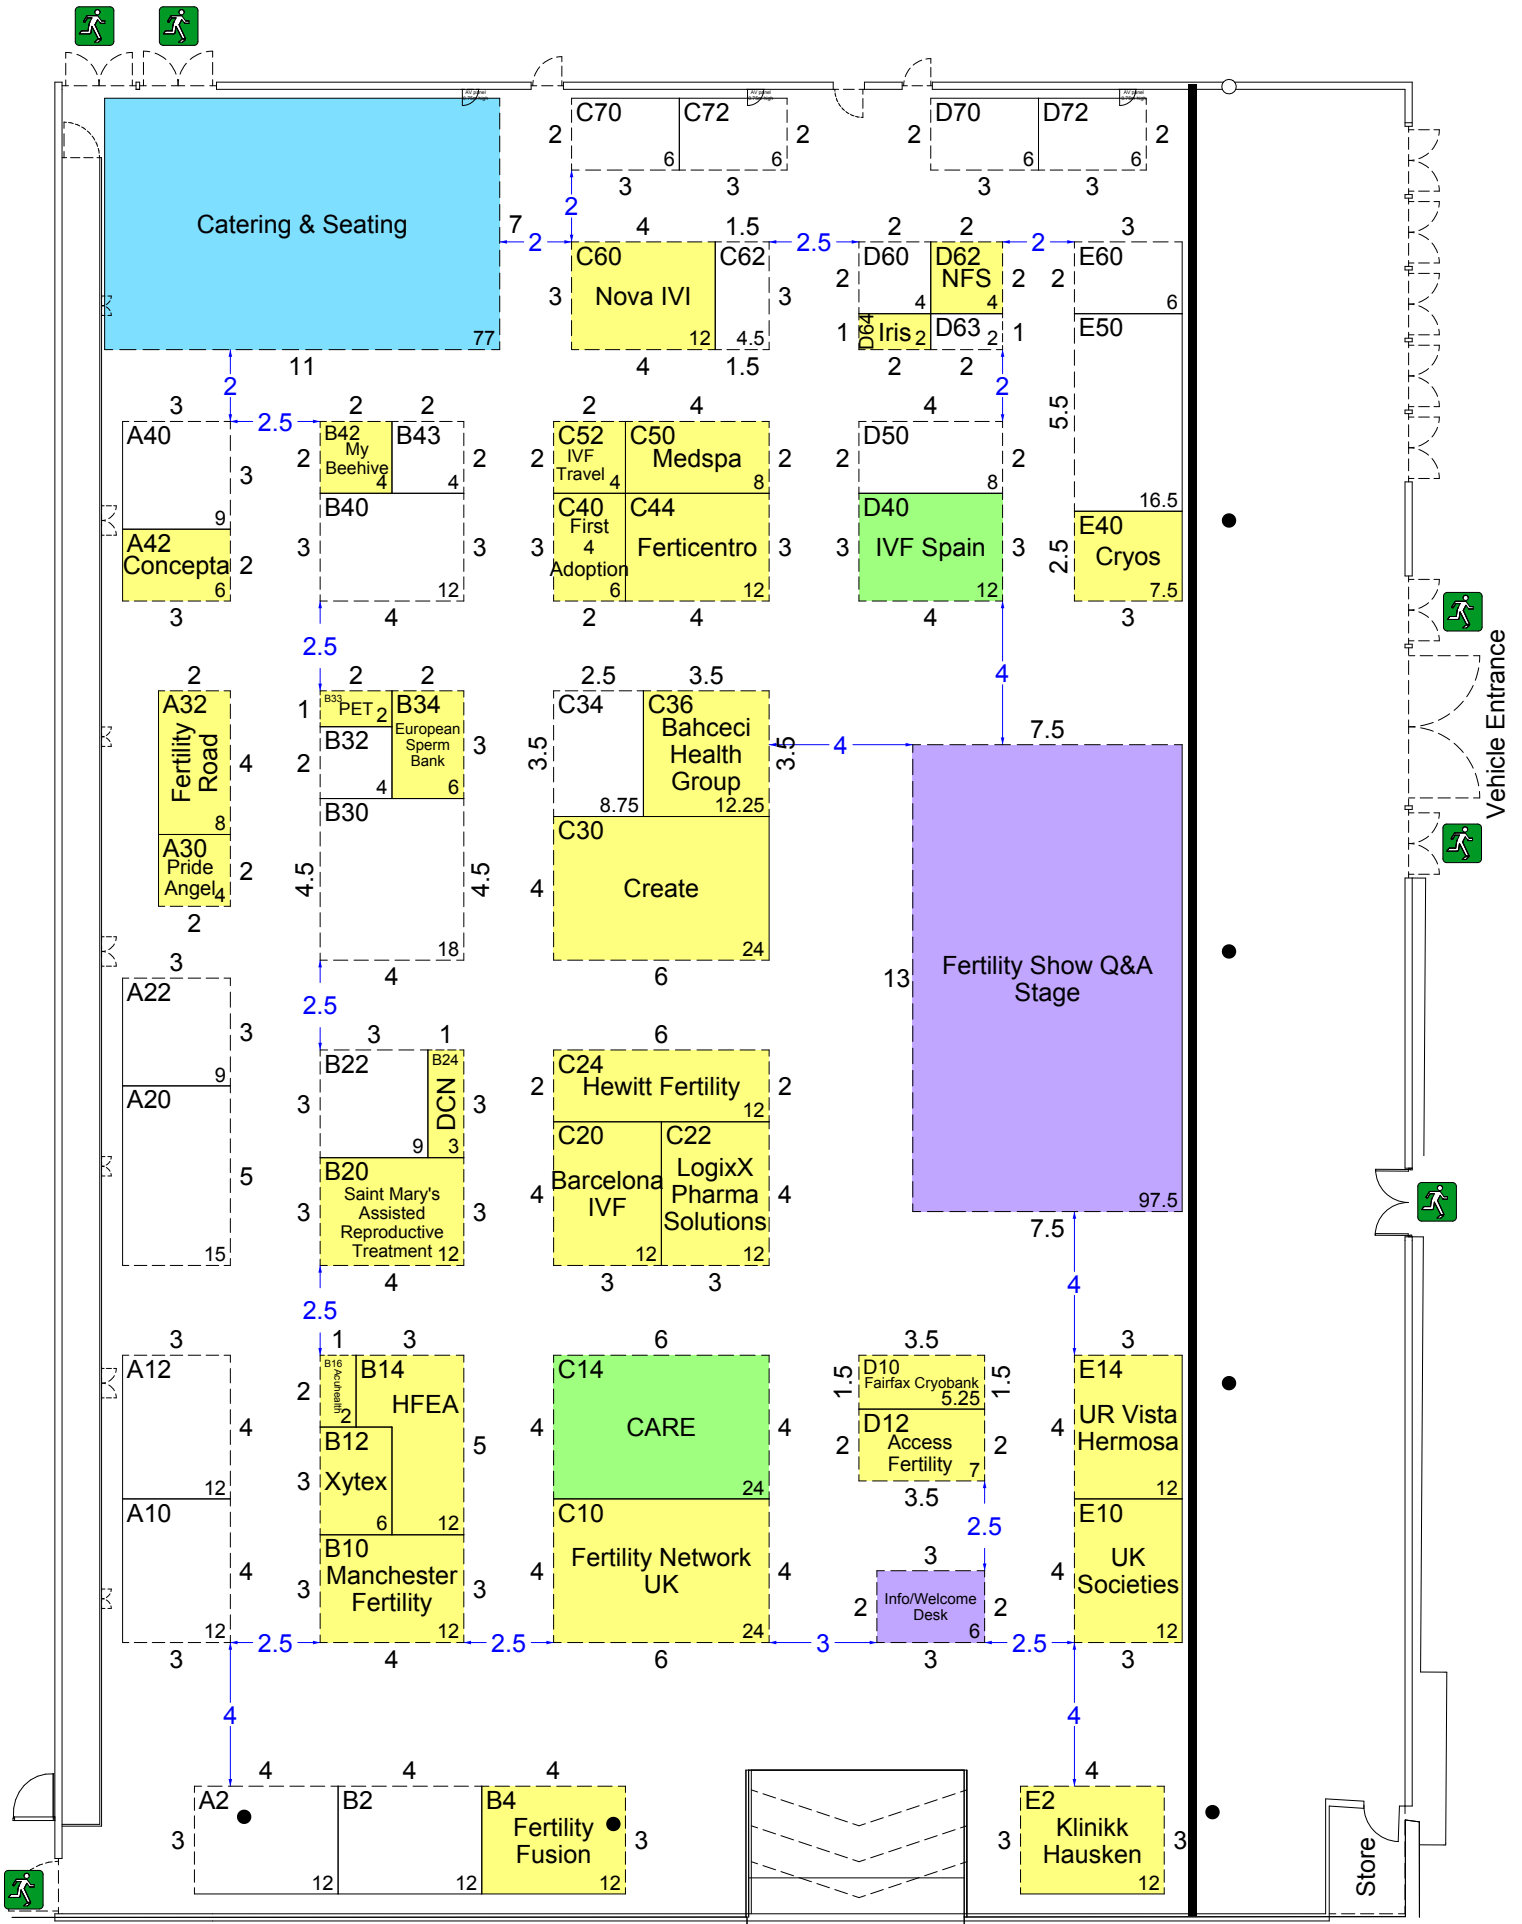 C70
C72
D70
D72
2
6
6
2
2
6
6
2
3
3
3
3
Catering & Seating
7
77
11
2
2
4
1.5
2.5
2
2
2
3
C60
Nova IVI
12
C62
4.5
3
3
4
1.5
D60
4
D62
NFS
4
2
2
2
D64
Iris
2
D63
2
1
1
2
2
E60
6
E50
16.5
5.5
2
2.5
2
3
A40
9
3
A42
Concepta
6
2
3
2
2
B42
My
Beehive
4
B43
4
2
2
B40
12
3
3
4
2
4
C52
IVF
Travel
4
C50
Medspa
8
2
2
C40
First
4
Adoption
6
C44
Ferticentro
12
3
3
2
4
4
D50
8
2
2
D40
IVF Spain
12
3
3
4
E40
Cryos
7.5
2.5
3
2.5
4
2
A32
Fertility
Road
8
4
A30
Pride
Angel
4
2
2
2
2
B33
PET
2
1
B34
European
Sperm
Bank
6
3
B32
4
2
B30
18
4.5
4.5
4
2.5
3.5
C34
8.75
3.5
C36
Bahceci
Health
Group
12.25
3.5
4
C30
Create
24
4
6
7.5
Fertility Show Q&A
Stage
13
97.5
7.5
Vehicle Entrance
3
A22
9
3
A20
15
5
2.5
3
1
B22
9
3
B24
DCN
3
3
B20
Saint Mary's
Assisted
Reproductive
Treatment
12
3
3
4
6
C24
Hewitt Fertility
12
2
2
C20
Barcelona
IVF
12
C22
LogixX
Pharma
Solutions
12
4
4
3
3
2.5
4
3
A12
12
4
A10
12
4
3
1
3
B16
Acuhealth
2
2
B14
HFEA
12
5
B12
Xytex
6
3
B10
Manchester
Fertility
12
3
3
4
6
C14
CARE
24
4
4
C10
Fertility Network
UK
24
4
4
6
3.5
D10
Fairfax Cryobank
5.25
1.5
1.5
D12
Access
Fertility
7
2
2
3.5
2.5
3
Info/Welcome
Desk
6
2
2
3
3
E14
UR Vista
Hermosa
12
4
E10
UK
Societies
12
4
3
2.5
2.5
3
2.5
4
4
4
4
4
4
A2
12
3
B2
12
B4
Fertility
Fusion
12
3
E2
Klinikk
Hausken
12
3
3
Store